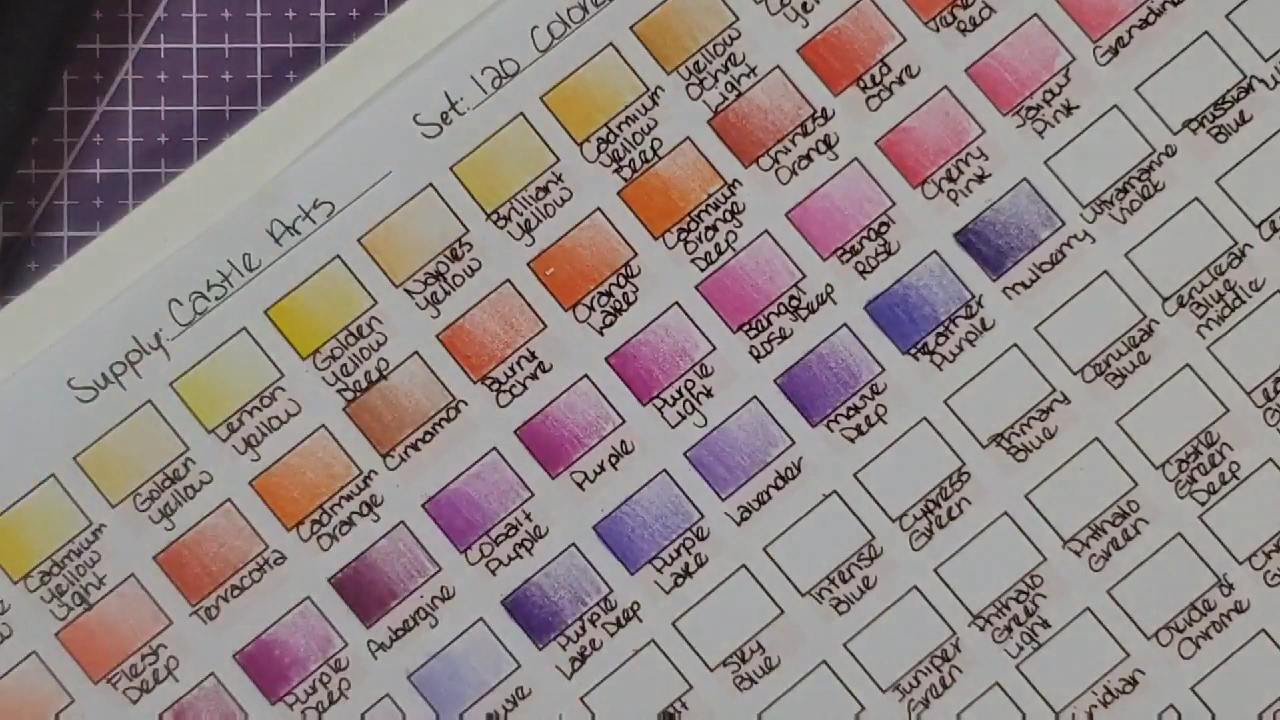 Supply: Castle Arts
Set: 120 Colored
Cadmium
Yellow
Light
Golden
Yellow
Lemon
Yellow
Golden
Yellow
Deep
Naples
Yellow
Brilliant
Yellow
Cadmium
Yellow
Deep
Yellow
Ochre
Light
Flesh
Deep
Terracotta
Cadmium
Orange
Cinnamon
Burnt
Ochre
Orange
Laker
Cadmium
Orange
Deep
Chinese
Orange
Red
Ochre
Red
Purple
Deep
Aubergine
Cobalt
Purple
Purple
Purple
Light
Bengal
Rose Deep
Bengal
Rose
Cherry
Pink
Jaipur
Pink
Grenadine
Purple
Lake Deep
Purple
Lake
Lavender
Mauve
Deep
Heather
Purple
Mulberry
Ultramarine
Violet
Prussian
Blue
Sky
Blue
Intense
Blue
Cypress
Green
Primary
Blue
Cerulean
Blue
Cerulean
Blue
Middle
Juniper
Green
Phthalo
Green
Light
Phthalo
Green
Castle
Green
Deep
Viridian
Oxide of
Chrome